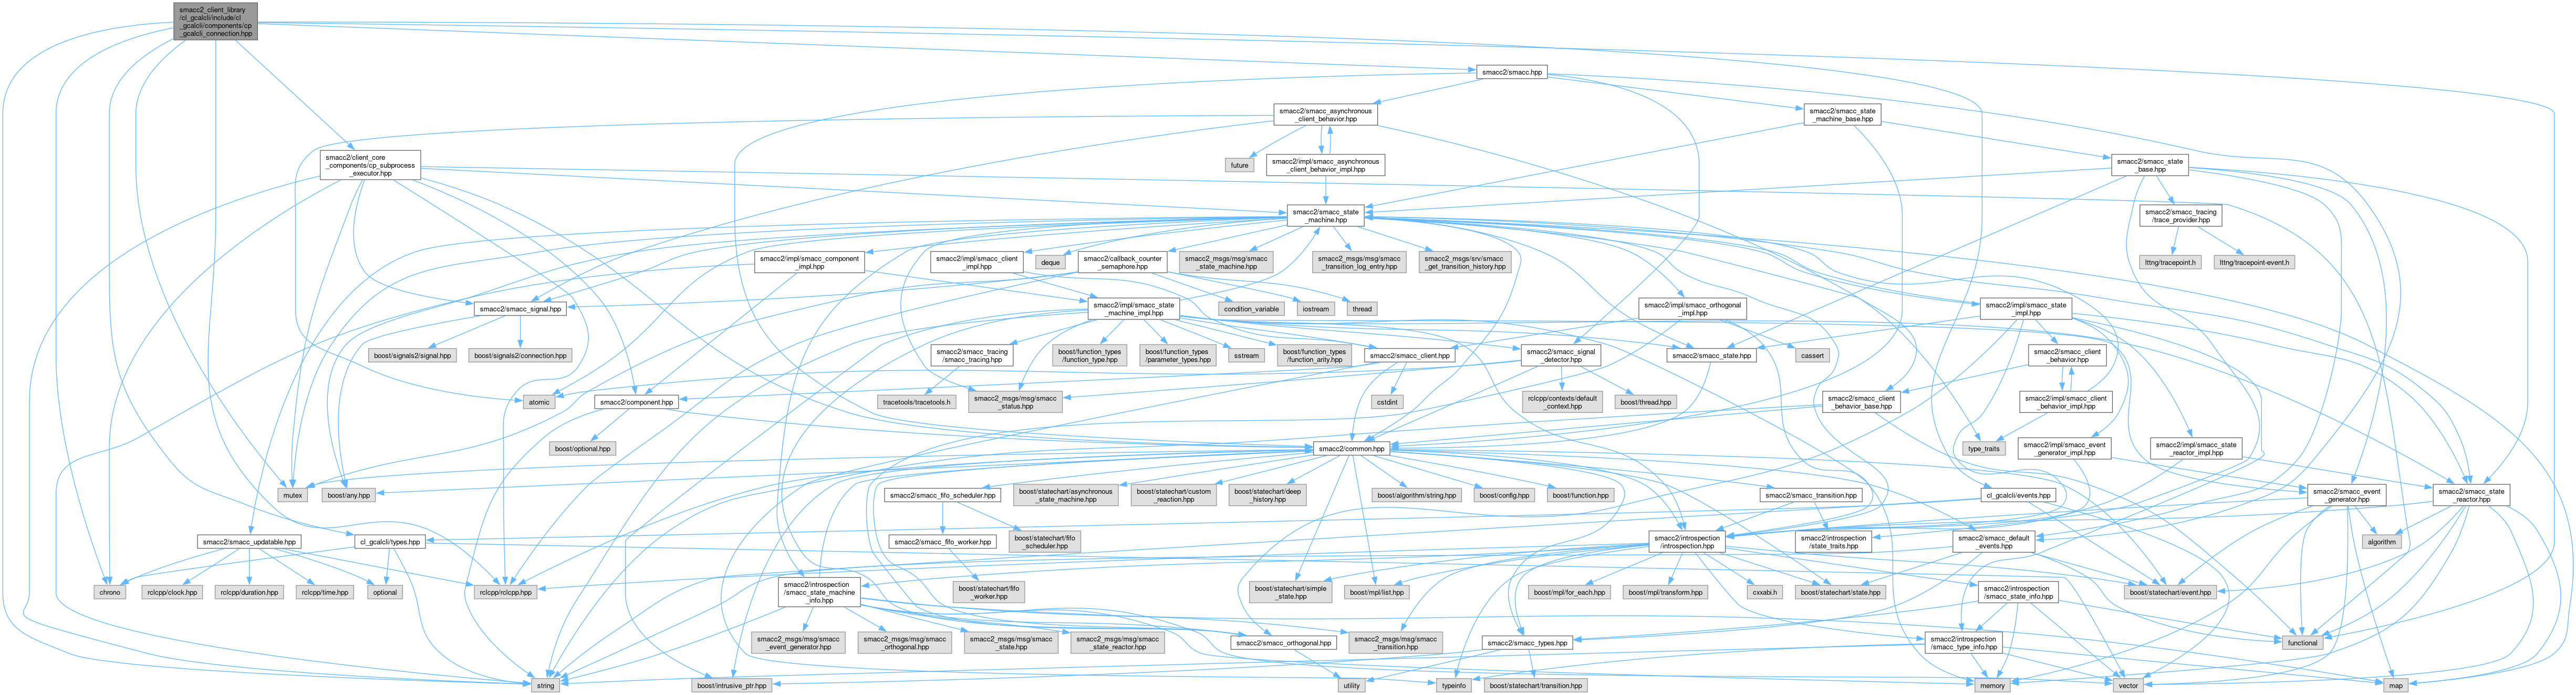 smacc2_client_library
/cl_gcalcli/include/cl
_gcalcli/components/cp
_gcalcli_connection.hpp
smacc2/smacc.hpp
smacc2/smacc_asynchronous
_client_behavior.hpp
smacc2/smacc_state
_machine_base.hpp
smacc2/client_core
_components/cp_subprocess
_executor.hpp
future
smacc2/impl/smacc_asynchronous
_client_behavior_impl.hpp
smacc2/smacc_state
_base.hpp
smacc2/smacc_state
_machine.hpp
smacc2/smacc_tracing
/trace_provider.hpp
smacc2/impl/smacc_component
_impl.hpp
smacc2/impl/smacc_client
_impl.hpp
deque
smacc2/callback_counter
_semaphore.hpp
smacc2_msgs/msg/smacc
_state_machine.hpp
smacc2_msgs/msg/smacc
_transition_log_entry.hpp
smacc2_msgs/srv/smacc
_get_transition_history.hpp
lttng/tracepoint.h
lttng/tracepoint-event.h
smacc2/smacc_signal.hpp
smacc2/impl/smacc_state
_machine_impl.hpp
condition_variable
iostream
thread
smacc2/impl/smacc_orthogonal
_impl.hpp
smacc2/impl/smacc_state
_impl.hpp
boost/signals2/signal.hpp
boost/signals2/connection.hpp
smacc2/smacc_tracing
/smacc_tracing.hpp
boost/function_types
/function_type.hpp
boost/function_types
/parameter_types.hpp
sstream
boost/function_types
/function_arity.hpp
smacc2/smacc_client.hpp
smacc2/smacc_signal
_detector.hpp
smacc2/smacc_state.hpp
cassert
smacc2/smacc_client
_behavior.hpp
atomic
smacc2/component.hpp
tracetools/tracetools.h
smacc2_msgs/msg/smacc
_status.hpp
cstdint
rclcpp/contexts/default
_context.hpp
boost/thread.hpp
smacc2/smacc_client
_behavior_base.hpp
smacc2/impl/smacc_client
_behavior_impl.hpp
boost/optional.hpp
smacc2/common.hpp
type_traits
smacc2/impl/smacc_event
_generator_impl.hpp
smacc2/impl/smacc_state
_reactor_impl.hpp
mutex
boost/any.hpp
smacc2/smacc_fifo_scheduler.hpp
boost/statechart/asynchronous
_state_machine.hpp
boost/statechart/custom
_reaction.hpp
boost/statechart/deep
_history.hpp
boost/algorithm/string.hpp
boost/config.hpp
boost/function.hpp
smacc2/smacc_transition.hpp
cl_gcalcli/events.hpp
smacc2/smacc_event
_generator.hpp
smacc2/smacc_state
_reactor.hpp
smacc2/smacc_updatable.hpp
cl_gcalcli/types.hpp
smacc2/smacc_fifo_worker.hpp
boost/statechart/fifo
_scheduler.hpp
smacc2/introspection
/introspection.hpp
smacc2/introspection
/state_traits.hpp
smacc2/smacc_default
_events.hpp
algorithm
chrono
rclcpp/clock.hpp
rclcpp/duration.hpp
rclcpp/time.hpp
optional
rclcpp/rclcpp.hpp
smacc2/introspection
/smacc_state_machine
_info.hpp
boost/statechart/fifo
_worker.hpp
boost/statechart/simple
_state.hpp
boost/mpl/list.hpp
boost/mpl/for_each.hpp
boost/mpl/transform.hpp
cxxabi.h
boost/statechart/state.hpp
smacc2/introspection
/smacc_state_info.hpp
boost/statechart/event.hpp
smacc2_msgs/msg/smacc
_event_generator.hpp
smacc2_msgs/msg/smacc
_orthogonal.hpp
smacc2_msgs/msg/smacc
_state.hpp
smacc2_msgs/msg/smacc
_state_reactor.hpp
smacc2/smacc_orthogonal.hpp
smacc2_msgs/msg/smacc
_transition.hpp
smacc2/smacc_types.hpp
smacc2/introspection
/smacc_type_info.hpp
functional
string
boost/intrusive_ptr.hpp
utility
typeinfo
boost/statechart/transition.hpp
memory
vector
map